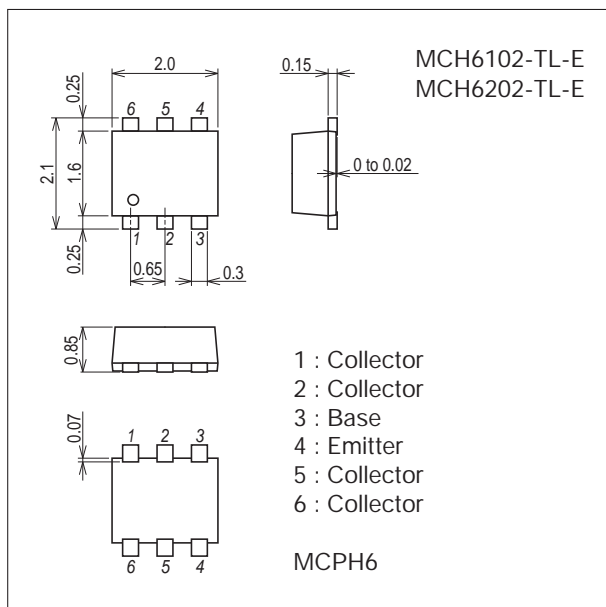 MCH6102-TL-E
MCH6202-TL-E
2.0
0.15
0.25
6 5 4
2.1
1.6
0 to 0.02
0.25
1 2 3
0.65
0.3
0.85
1 : Collector
2 : Collector
3 : Base
4 : Emitter
5 : Collector
6 : Collector
0.07
1 2 3
6 5 4
MCPH6